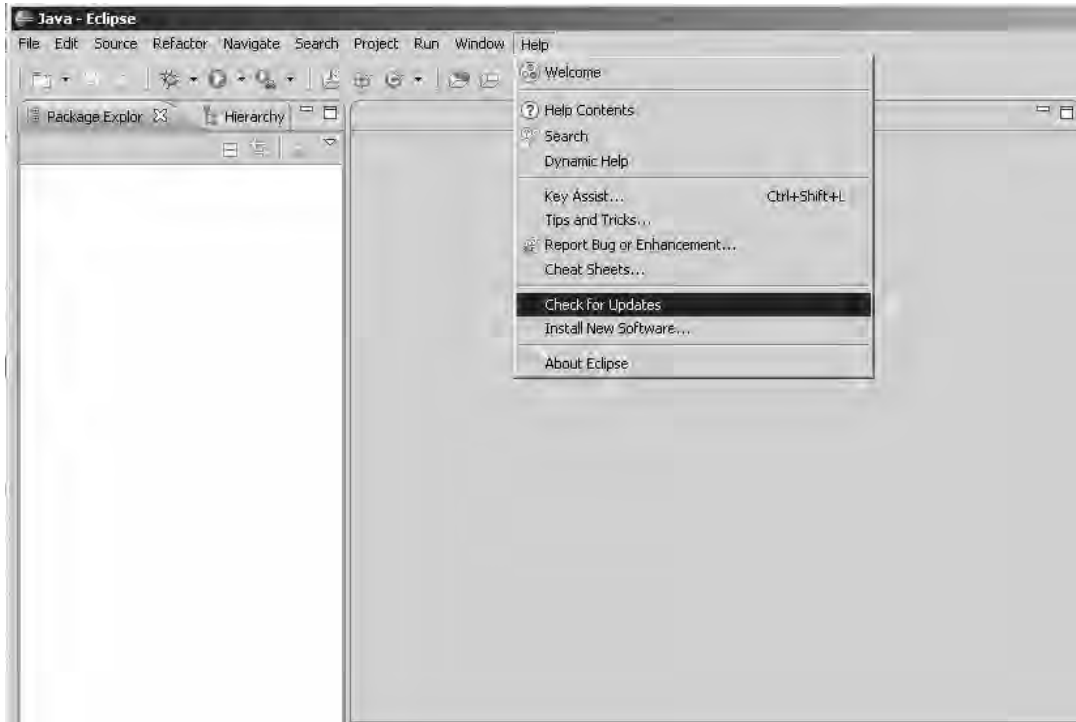 Java - Eclipse
File Edit Source Refactor Navigate Search Project Run Window Help
Package Explor Hierarchy
Welcome
Help Contents
Search
Dynamic Help
Key Assist... Ctrl+Shift+L
Tips and Tricks...
Report Bug or Enhancement...
Cheat Sheets...
Check for Updates
Install New Software...
About Eclipse